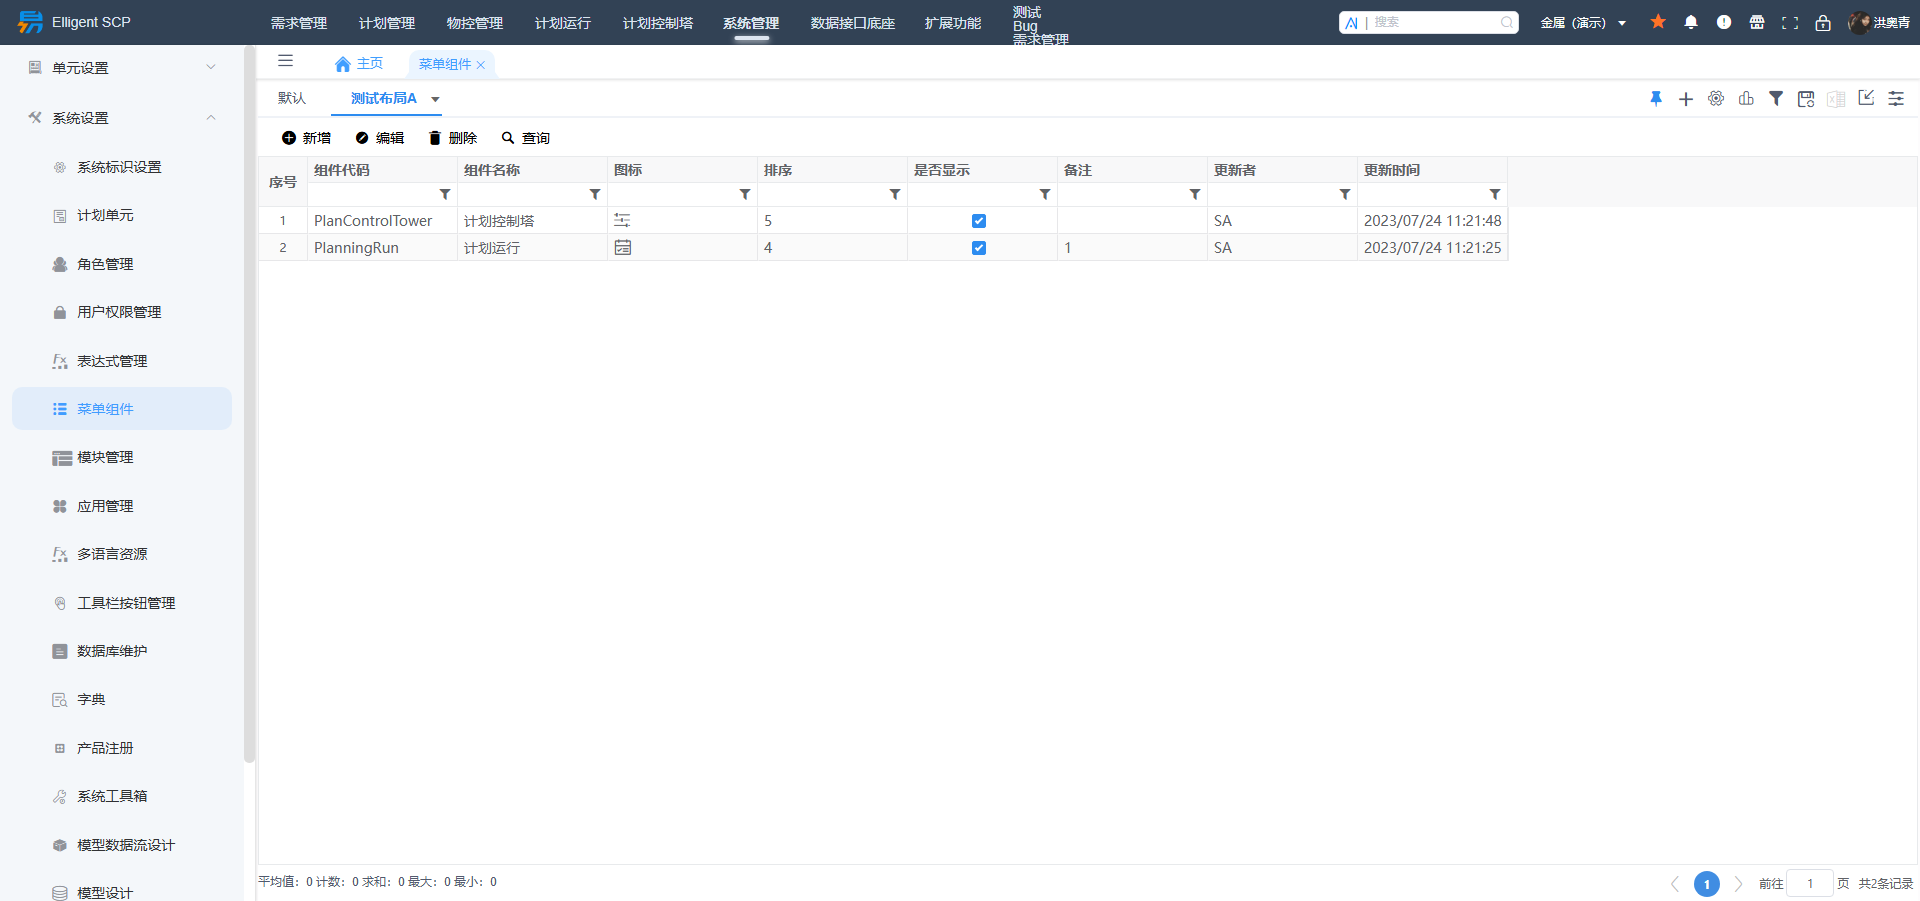 Elligent SCP
需求管理 计划管理 物控管理 计划运行 计划控制塔 系统管理 数据接口底座 扩展功能
测试
Bug
需求管理
搜索
金属（演示）
洪奥青
单元设置
系统设置
系统标识设置
计划单元
角色管理
用户权限管理
表达式管理
菜单组件
模块管理
应用管理
多语言资源
工具栏按钮管理
数据库维护
字典
产品注册
系统工具箱
模型数据流设计
模型设计
主页 菜单组件
默认 测试布局A
新增 编辑 删除 查询
序号 组件代码 组件名称 图标 排序 是否显示 备注 更新者 更新时间
1 PlanControlTower 计划控制塔 5 SA 2023/07/24 11:21:48
2 PlanningRun 计划运行 4 1 SA 2023/07/24 11:21:25
平均值：0 计数：0 求和：0 最大：0 最小：0
1 前往 1 页 共2条记录